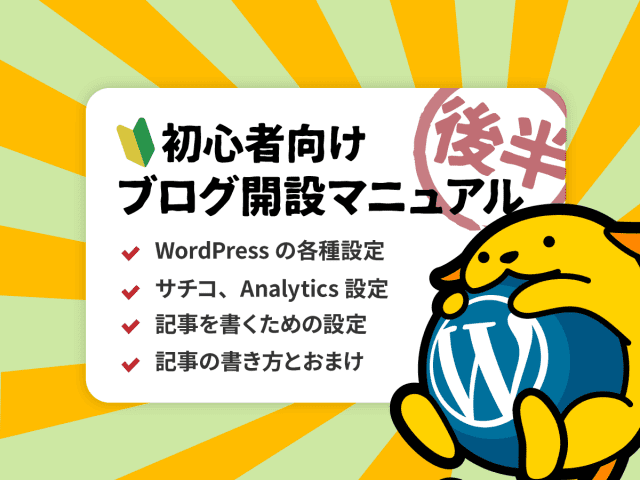 後半
初心者向け
ブログ開設マニュアル
WordPress の各種設定
サチコ、Analytics 設定
記事を書くための設定
記事の書き方とおまけ
W